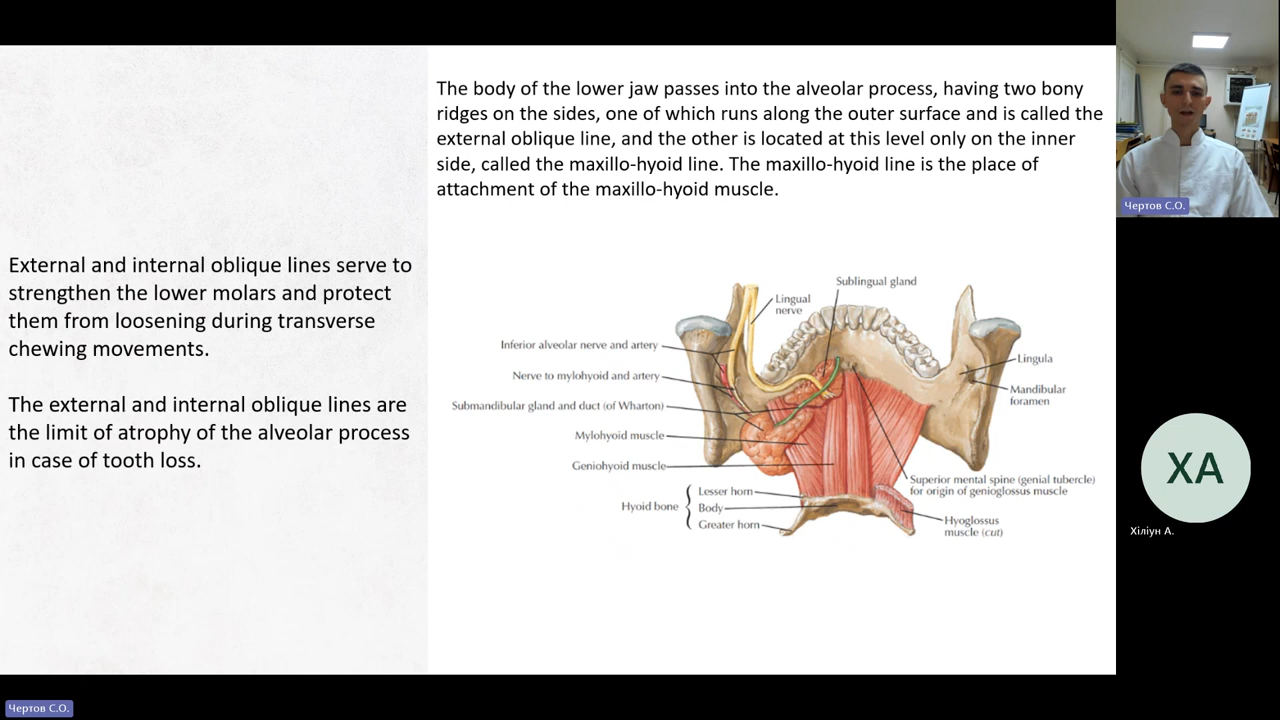 The body of the lower jaw passes into the alveolar process, having two bony
ridges on the sides, one of which runs along the outer surface and is called the
external oblique line, and the other is located at this level only on the inner
side, called the maxillo-hyoid line. The maxillo-hyoid line is the place of
attachment of the maxillo-hyoid muscle.
External and internal oblique lines serve to
strengthen the lower molars and protect
them from loosening during transverse
chewing movements.
The external and internal oblique lines are
the limit of atrophy of the alveolar process
in case of tooth loss.
Sublingual gland
Lingual
nerve
Inferior alveolar nerve and artery
Nerve to mylohyoid and artery
Submandibular gland and duct (of Wharton)
Mylohyoid muscle
Geniohyoid muscle
Hyoid bone
Lesser horn
Body
Greater horn
Lingula
Mandibular
foramen
Superior mental spine (genial tubercle)
for origin of genioglossus muscle
Hyoglossus
muscle (cut)
Чертов С.О.
ХА
Хіліун А.
Чертов С.О.